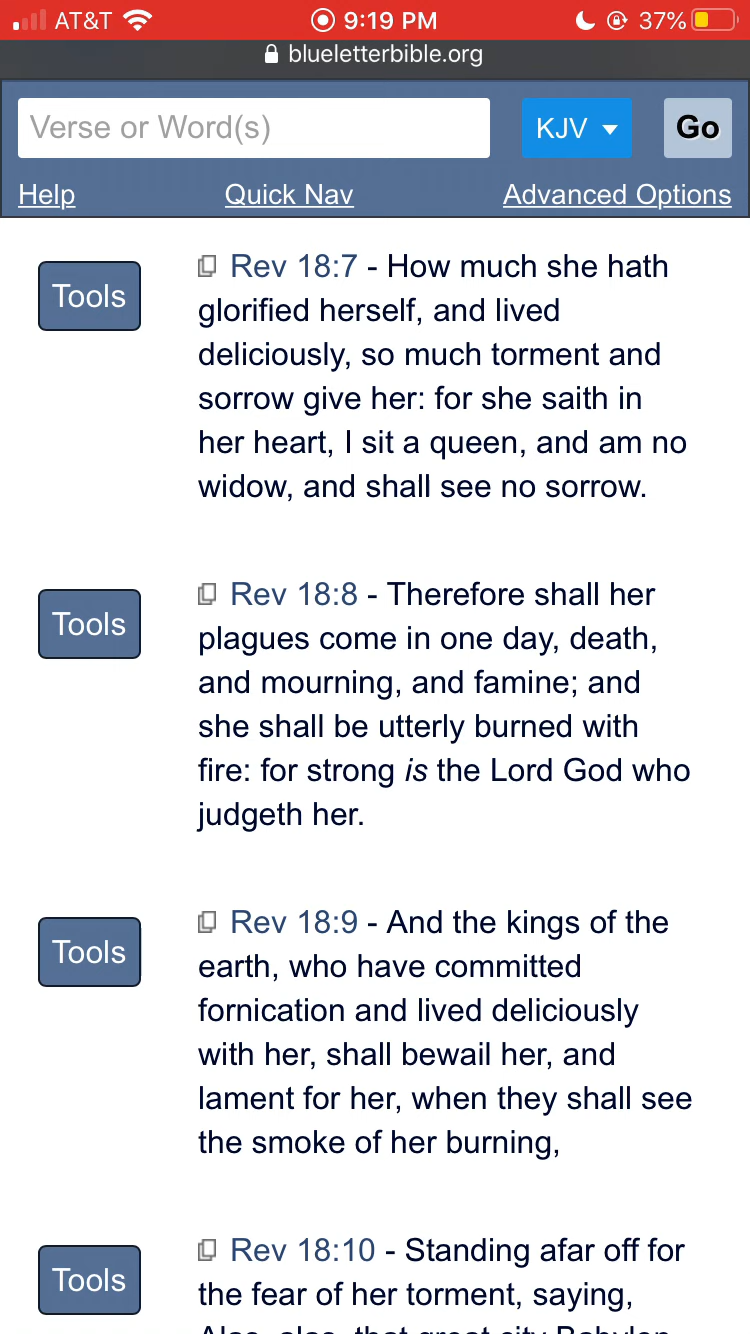 AT&T 9:19 PM 37%
blueletterbible.org
Verse or Word(s) KJV Go
Help Quick Nav Advanced Options
Tools
Rev 18:7 - How much she hath
glorified herself, and lived
deliciously, so much torment and
sorrow give her: for she saith in
her heart, I sit a queen, and am no
widow, and shall see no sorrow.
Tools
Rev 18:8 - Therefore shall her
plagues come in one day, death,
and mourning, and famine; and
she shall be utterly burned with
fire: for strong is the Lord God who
judgeth her.
Tools
Rev 18:9 - And the kings of the
earth, who have committed
fornication and lived deliciously
with her, shall bewail her, and
lament for her, when they shall see
the smoke of her burning,
Tools
Rev 18:10 - Standing afar off for
the fear of her torment, saying,
Alas, alas, that great city Babylon